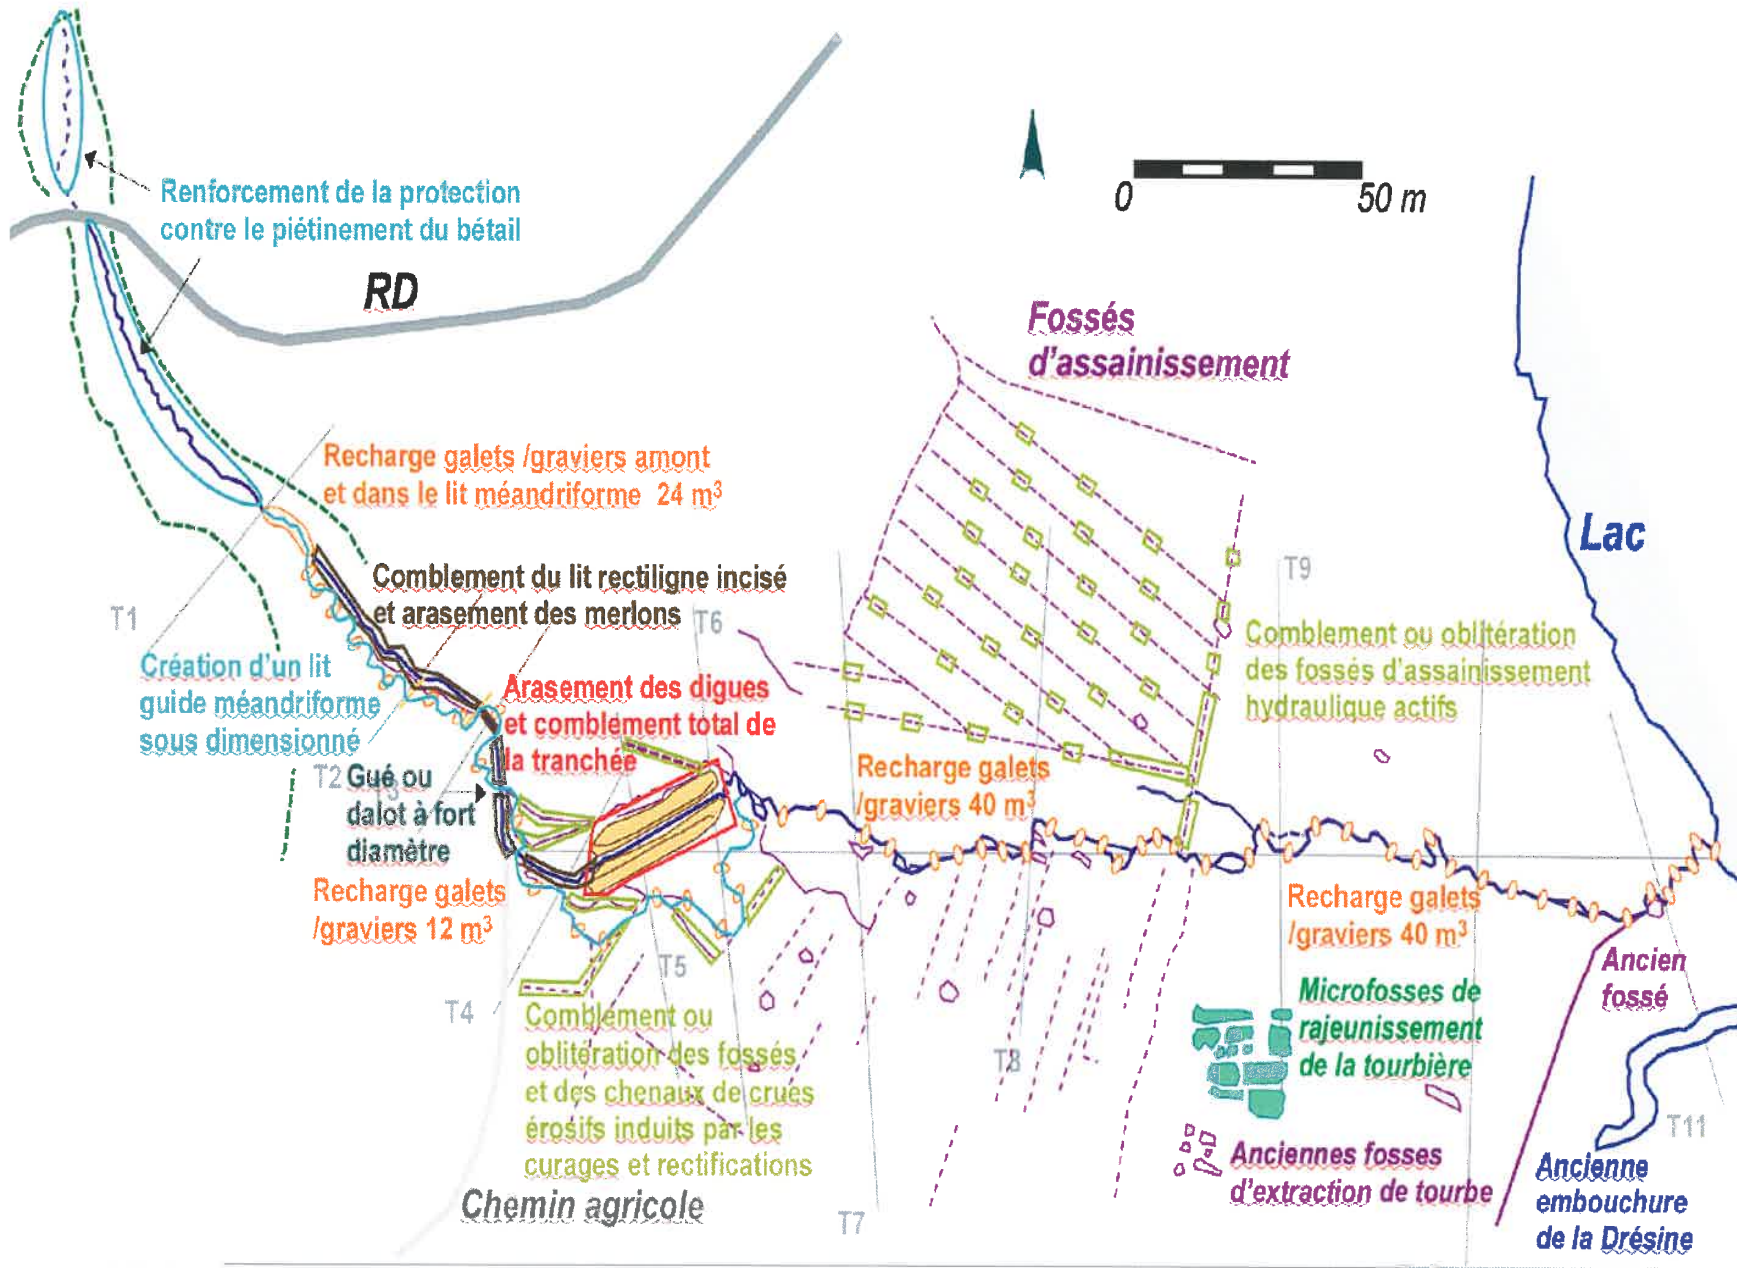 Renforcement de la protection
contre le piétinement du bétail
0
50 m
RD
Fossés
d'assainissement
Recharge galets /graviers amont
et dans le lit méandriforme 24 m³
Lac
Comblement du lit rectiligne incisé
et arasement des merlons
T1
T6
T9
Création d'un lit
guide méandriforme
sous dimensionné
Arasement des digues
et comblement total de
la tranchée
Comblement ou oblitération
des fossés d'assainissement
hydraulique actifs
T2
Gué ou
dalot à fort
diamètre
Recharge galets
/graviers 40 m³
Recharge galets
/graviers 12 m³
Recharge galets
/graviers 40 m³
T5
T4
Ancien
fossé
Comblement ou
oblitération des fossés
et des chenaux de crues
érosifs induits par les
curages et rectifications
Microfosses de
rajeunissement
de la tourbière
T8
T11
Anciennes fosses
d'extraction de tourbe
Chemin agricole
T7
Ancienne
embouchure
de la Drésine